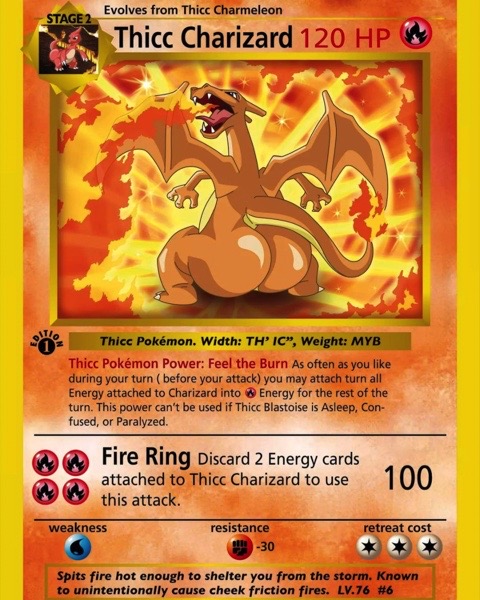 Evolves from Thicc Charmeleon
STAGE 2
Thicc Charizard 120 HP
EDITION
1
Thicc Pokémon. Width: TH' IC”, Weight: MYB
Thicc Pokémon Power: Feel the Burn As often as you like
during your turn ( before your attack) you may attach turn all
Energy attached to Charizard into Energy for the rest of the
turn. This power can't be used if Thicc Blastoise is Asleep, Con-
fused, or Paralyzed.
Fire Ring Discard 2 Energy cards
attached to Thicc Charizard to use
this attack.
100
weakness
resistance
retreat cost
-30
Spits fire hot enough to shelter you from the storm. Known
to unintentionally cause cheek friction fires. LV.76 #6